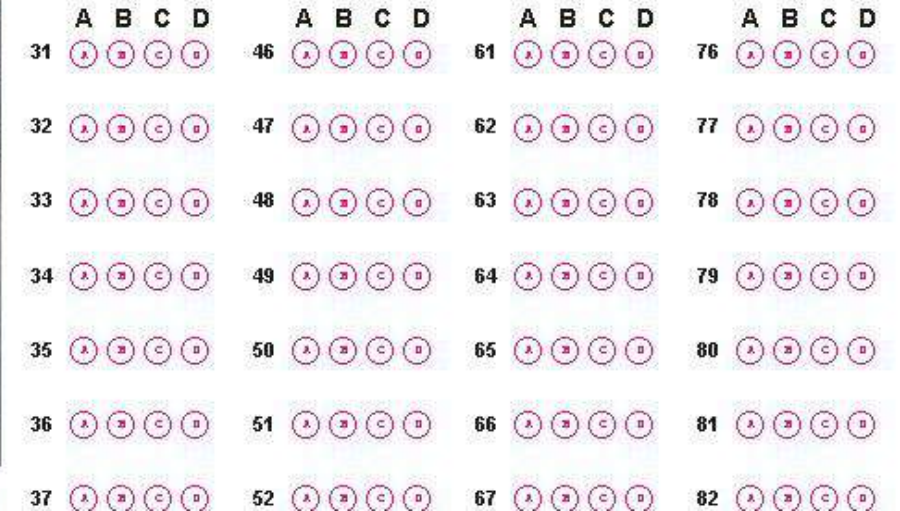 A B C D A B C D A B C D A B C D
31 A B C D 46 A B C D 61 A B C D 76 A B C D
32 A B C D 47 A B C D 62 A B C D 77 A B C D
33 A B C D 48 A B C D 63 A B C D 78 A B C D
34 A B C D 49 A B C D 64 A B C D 79 A B C D
35 A B C D 50 A B C D 65 A B C D 80 A B C D
36 A B C D 51 A B C D 66 A B C D 81 A B C D
37 A B C D 52 A B C D 67 A B C D 82 A B C D